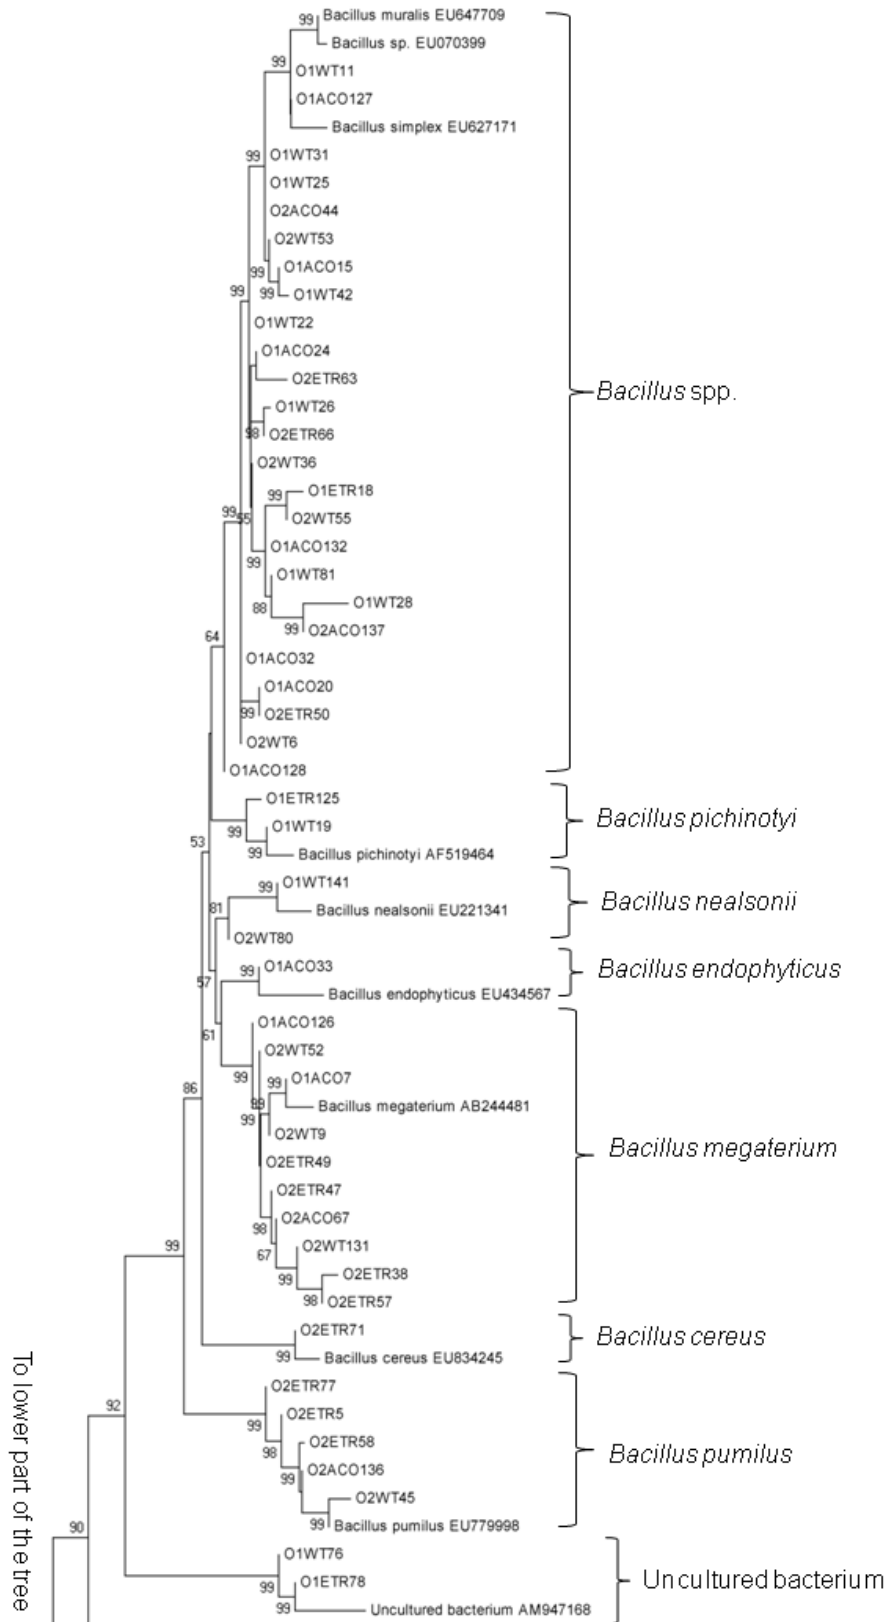 99 Bacillus muralis EU647709
Bacillus sp. EU070399
99
O1WT11
O1ACO127
Bacillus simplex EU627171
99 O1WT31
O1WT25
O2ACO44
O2WT53
99 O1ACO15
99 O1WT42
99
O1WT22
O1ACO24
O2ETR63
Bacillus spp.
O1WT26
98 O2ETR66
O2WT36
99 O1ETR18
99 55 O2WT55
O1ACO132
99
O1WT81
88 O1WT28
99 O2ACO137
64
O1ACO32
O1ACO20
99 O2ETR50
O2WT6
O1ACO128
O1ETR125
Bacillus pichinotyi
99 O1WT19
53
99 Bacillus pichinotyi AF519464
99 O1WT141
81 Bacillus nealsonii EU221341
Bacillus nealsonii
O2WT80
99 O1ACO33
Bacillus endophyticus
57
Bacillus endophyticus EU434567
O1ACO126
61
O2WT52
99 99 O1ACO7
86 99
99 Bacillus megaterium AB244481
O2WT9
Bacillus megaterium
O2ETR49
O2ETR47
98 O2ACO67
99 67 O2WT131
99 O2ETR38
98 O2ETR57
O2ETR71
Bacillus cereus
99 Bacillus cereus EU834245
O2ETR77
92
99 O2ETR5
98 O2ETR58
Bacillus pumilus
99 O2ACO136
O2WT45
99 Bacillus pumilus EU779998
90
O1WT76
99 O1ETR78
Uncultured bacterium
99 Uncultured bacterium AM947168
To lower part of the tree